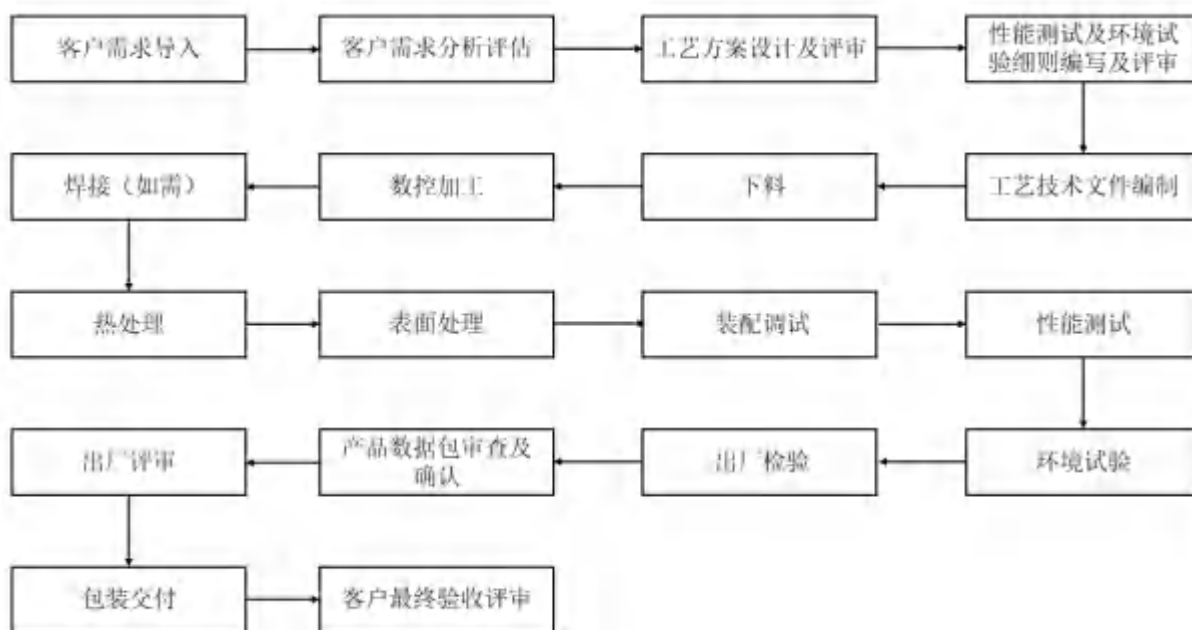 客户需求导入
客户需求分析评估
工艺方案设计及评审
性能测试及环境试
验细则编写及评审
焊接（如需）
数控加工
下料
工艺技术文件编制
热处理
表面处理
装配调试
性能测试
出厂评审
产品数据包审查及
确认
出厂检验
环境试验
包装交付
客户最终验收评审